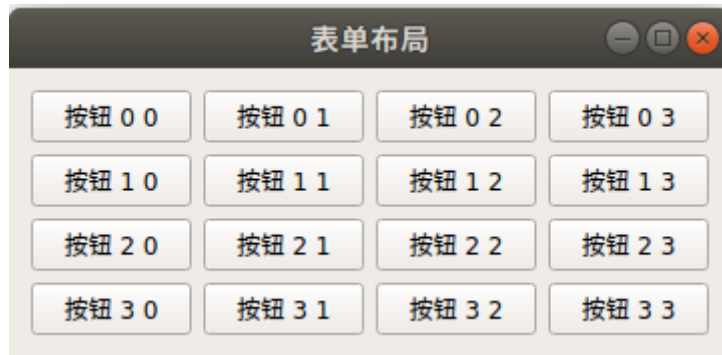 表单布局
按钮 0 0 按钮 0 1 按钮 0 2 按钮 0 3
按钮 1 0 按钮 1 1 按钮 1 2 按钮 1 3
按钮 2 0 按钮 2 1 按钮 2 2 按钮 2 3
按钮 3 0 按钮 3 1 按钮 3 2 按钮 3 3